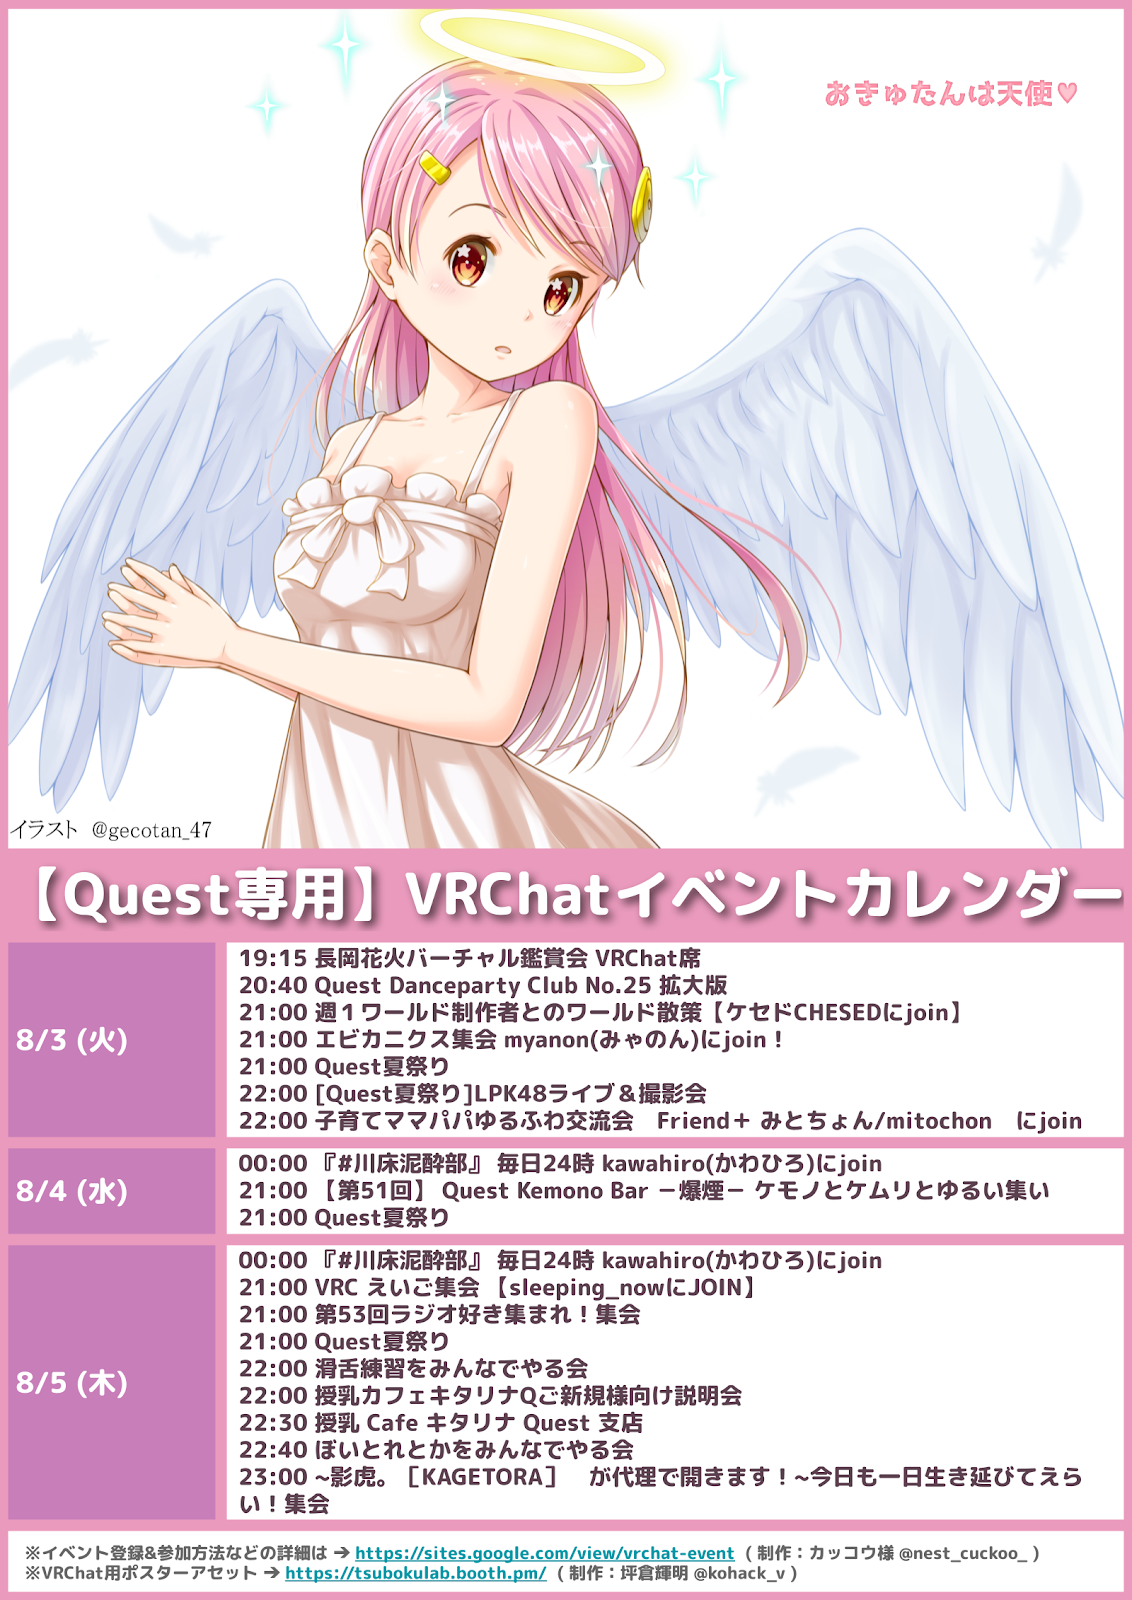 おきゅたんは天使♥
イラスト @gecotan_47
【Quest専用】VRChatイベントカレンダー
8/3 (火)
19:15 長岡花火バーチャル鑑賞会 VRChat席
20:40 Quest Danceparty Club No.25 拡大版
21:00 週１ワールド制作者とのワールド散策【ケセドCHESEDにjoin】
21:00 エビカニクス集会 myanon(みゃのん)にjoin！
21:00 Quest夏祭り
22:00 [Quest夏祭り]LPK48ライブ＆撮影会
22:00 子育てママパパゆるふわ交流会　Friend＋ みとちょん/mitochon　にjoin
8/4 (水)
00:00 『#川床泥酔部』 毎日24時 kawahiro(かわひろ)にjoin
21:00 【第51回】 Quest Kemono Bar －爆煙－ ケモノとケムリとゆるい集い
21:00 Quest夏祭り
8/5 (木)
00:00 『#川床泥酔部』 毎日24時 kawahiro(かわひろ)にjoin
21:00 VRC えいご集会 【sleeping_nowにJOIN】
21:00 第53回ラジオ好き集まれ！集会
21:00 Quest夏祭り
22:00 滑舌練習をみんなでやる会
22:00 授乳カフェキタリナQご新規様向け説明会
22:30 授乳 Cafe キタリナ Quest 支店
22:40 ぼいとれとかをみんなでやる会
23:00 ~影虎。［KAGETORA］　が代理で開きます！~今日も一日生き延びてえら
い！集会
※イベント登録&参加方法などの詳細は → https://sites.google.com/view/vrchat-event ( 制作：カッコウ様 @nest_cuckoo_ )
※VRChat用ポスターアセット → https://tsubokulab.booth.pm/ ( 制作：坪倉輝明 @kohack_v )